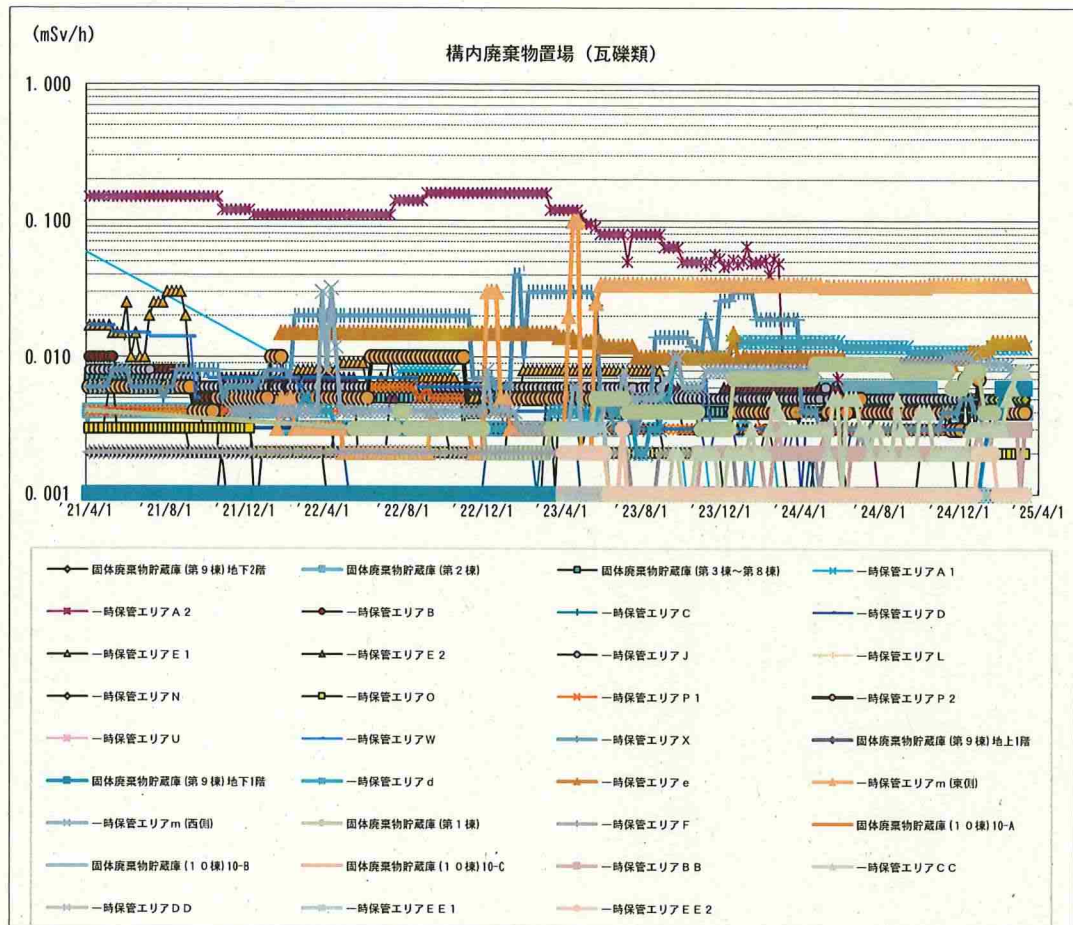 (mSv/h)
構内廃棄物置場（瓦礫類）
1.000
0.100
0.010
0.001
'21/4/1 '21/8/1 '21/12/1 '22/4/1 '22/8/1 '22/12/1 '23/4/1 '23/8/1 '23/12/1 '24/4/1 '24/8/1 '24/12/1 '25/4/1
固体廃棄物貯蔵庫(第9棟)地下2階 固体廃棄物貯蔵庫(第2棟) 固体廃棄物貯蔵庫(第3棟～第8棟) 一時保管エリアA1
一時保管エリアA2 一時保管エリアB 一時保管エリアC 一時保管エリアD
一時保管エリアE1 一時保管エリアE2 一時保管エリアJ 一時保管エリアL
一時保管エリアN 一時保管エリアO 一時保管エリアP1 一時保管エリアP2
一時保管エリアU 一時保管エリアW 一時保管エリアX 固体廃棄物貯蔵庫(第9棟)地上1階
固体廃棄物貯蔵庫(第9棟)地下1階 一時保管エリアd 一時保管エリアe 一時保管エリアm(東側)
一時保管エリアm(西側) 固体廃棄物貯蔵庫(第1棟) 一時保管エリアF 固体廃棄物貯蔵庫(10棟)10-A
固体廃棄物貯蔵庫(10棟)10-B 固体廃棄物貯蔵庫(10棟)10-C 一時保管エリアBB 一時保管エリアCC
一時保管エリアDD 一時保管エリアEE1 一時保管エリアEE2